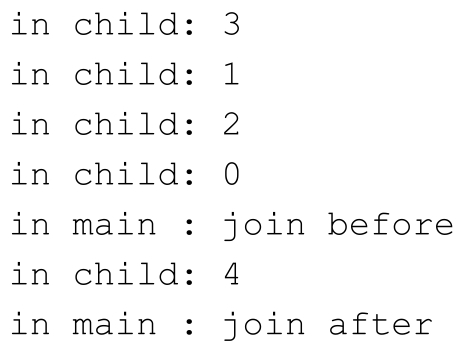 in child: 3
in child: 1
in child: 2
in child: 0
in main : join before
in child: 4
in main : join after